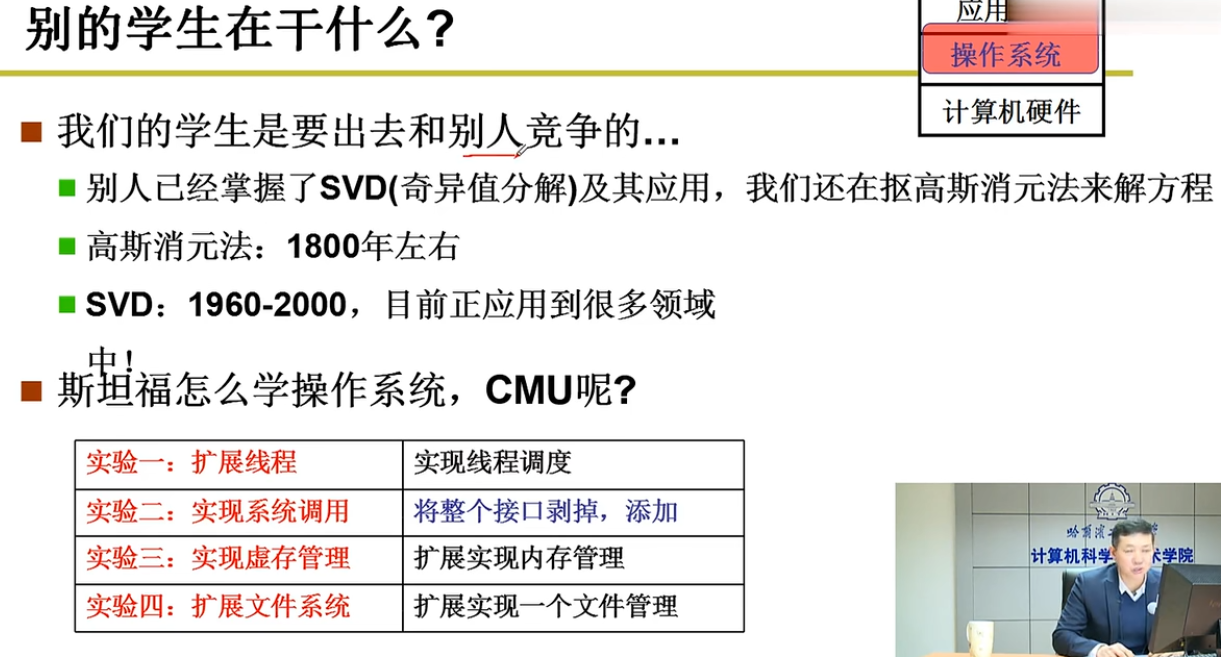 别的学生在干什么?
应用
操作系统
计算机硬件
我们的学生是要出去和别人竞争的...
别人已经掌握了SVD(奇异值分解)及其应用，我们还在抠高斯消元法来解方程
高斯消元法：1800年左右
SVD：1960-2000，目前正应用到很多领域
中!
斯坦福怎么学操作系统，CMU呢?
实验一：扩展线程 实现线程调度
实验二：实现系统调用 将整个接口剥掉，添加
实验三：实现虚存管理 扩展实现内存管理
实验四：扩展文件系统 扩展实现一个文件管理
哈尔滨
计算机科学 术学院